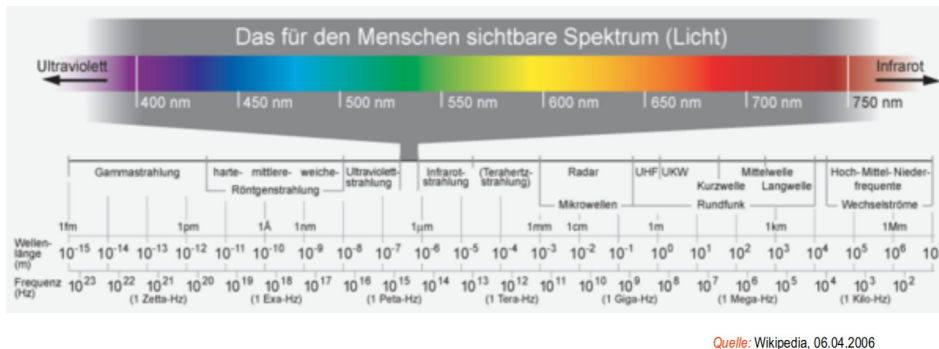 Das für den Menschen sichtbare Spektrum (Licht)
Ultraviolett Infrarot
400 nm 450 nm 500 nm 550 nm 600 nm 650 nm 700 nm 750 nm
Gammastrahlung harte- mittlere- weiche- Ultraviolett- Infrarot- (Terahertz- Radar UHF UKW Mittelwelle Hoch- Mittel- Nieder-
Röntgenstrahlung strahlung strahlung strahlung) Kurzwelle Langwelle frequente
Mikrowellen Rundfunk Wechselströme
1fm 1pm 1Å 1nm 1µm 1mm 1cm 1m 1km 1Mm
Wellen-
länge
(m)
10⁻¹⁵ 10⁻¹⁴ 10⁻¹³ 10⁻¹² 10⁻¹¹ 10⁻¹⁰ 10⁻⁹ 10⁻⁸ 10⁻⁷ 10⁻⁶ 10⁻⁵ 10⁻⁴ 10⁻³ 10⁻² 10⁻¹ 10⁰ 10¹ 10² 10³ 10⁴ 10⁵ 10⁶ 10
Frequenz
(Hz)
10²³ 10²² 10²¹ 10²⁰ 10¹⁹ 10¹⁸ 10¹⁷ 10¹⁶ 10¹⁵ 10¹⁴ 10¹³ 10¹² 10¹¹ 10¹⁰ 10⁹ 10⁸ 10⁷ 10⁶ 10⁵ 10⁴ 10³ 10²
(1 Zetta-Hz) (1 Exa-Hz) (1 Peta-Hz) (1 Tera-Hz) (1 Giga-Hz) (1 Mega-Hz) (1 Kilo-Hz)
Quelle: Wikipedia, 06.04.2006